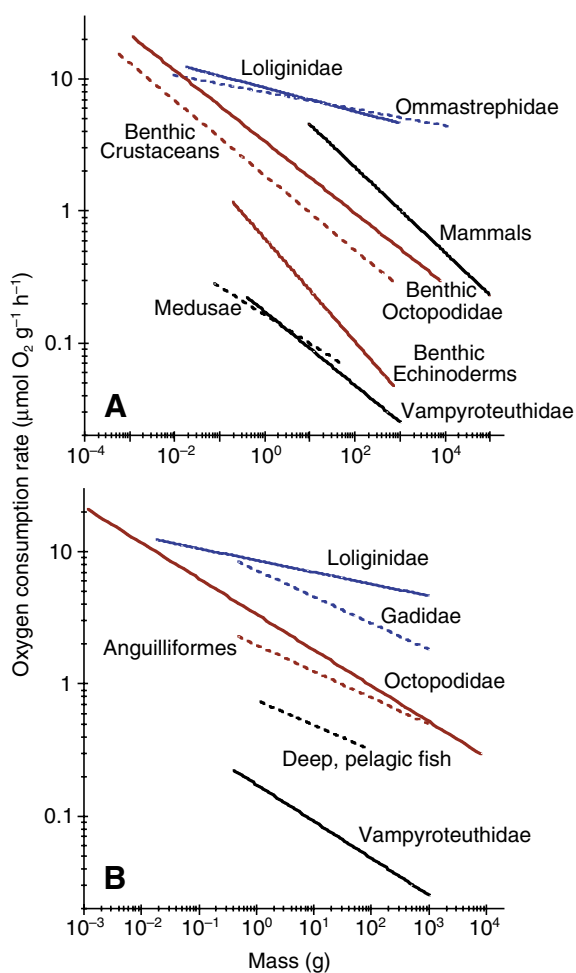 Oxygen consumption rate (μmol O₂ g⁻¹ h⁻¹)
10
1
0.1
Loliginidae
Ommastrephidae
Benthic
Crustaceans
Mammals
Benthic
Octopodidae
Medusae
Benthic
Echinoderms
A
Vampyroteuthidae
10⁻⁴ 10⁻² 10⁰ 10² 10⁴
10
1
0.1
Loliginidae
Gadidae
Anguilliformes
Octopodidae
Deep, pelagic fish
Vampyroteuthidae
B
10⁻³ 10⁻² 10⁻¹ 10⁰ 10¹ 10² 10³ 10⁴
Mass (g)